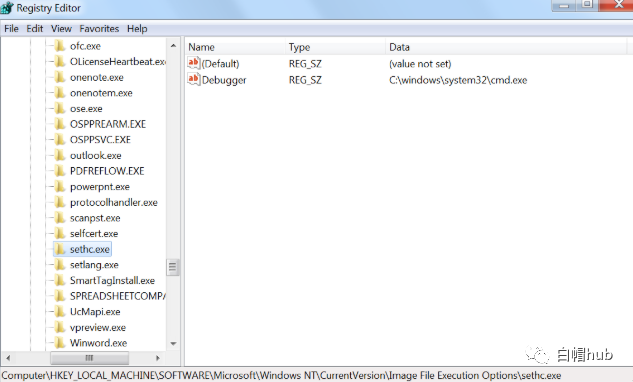 Registry Editor
File Edit View Favorites Help
Name Type Data
ofc.exe
OLicenseHeartbeat.exe
onenote.exe
onenotem.exe
ose.exe
OSPPREARM.EXE
OSPPSVC.EXE
outlook.exe
PDFREFLOW.EXE
powerpnt.exe
protocolhandler.exe
scanpst.exe
selfcert.exe
sethc.exe
setlang.exe
SmartTagInstall.exe
SPREADSHEETCOMPA
UcMapi.exe
vpreview.exe
Winword.exe
ab (Default) REG_SZ (value not set)
ab Debugger REG_SZ C:\windows\system32\cmd.exe
白帽hub
Computer\HKEY_LOCAL_MACHINE\SOFTWARE\Microsoft\Windows NT\CurrentVersion\Image File Execution Options\sethc.exe